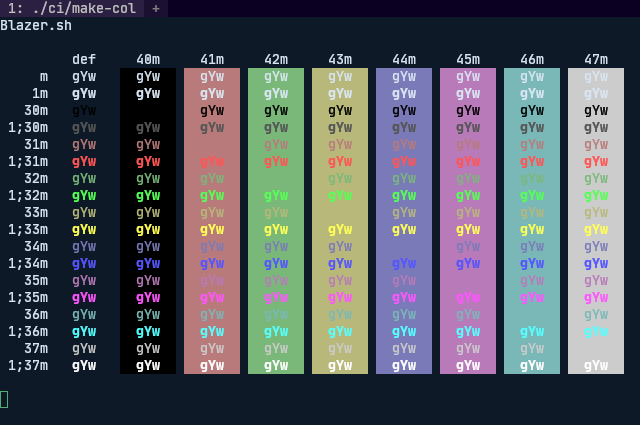 1: ./ci/make-col +
Blazer.sh
def 40m 41m 42m 43m 44m 45m 46m 47m
m gYw gYw gYw gYw gYw gYw gYw gYw gYw
1m gYw gYw gYw gYw gYw gYw gYw gYw gYw
30m gYw gYw gYw gYw gYw gYw gYw gYw
1;30m gYw gYw gYw gYw gYw gYw gYw gYw gYw
31m gYw gYw gYw gYw gYw gYw gYw gYw
1;31m gYw gYw gYw gYw gYw gYw gYw gYw gYw
32m gYw gYw gYw gYw gYw gYw gYw gYw
1;32m gYw gYw gYw gYw gYw gYw gYw gYw gYw
33m gYw gYw gYw gYw gYw gYw gYw gYw
1;33m gYw gYw gYw gYw gYw gYw gYw gYw gYw
34m gYw gYw gYw gYw gYw gYw gYw gYw
1;34m gYw gYw gYw gYw gYw gYw gYw gYw gYw
35m gYw gYw gYw gYw gYw gYw gYw gYw
1;35m gYw gYw gYw gYw gYw gYw gYw gYw gYw
36m gYw gYw gYw gYw gYw gYw gYw gYw
1;36m gYw gYw gYw gYw gYw gYw gYw gYw gYw
37m gYw gYw gYw gYw gYw gYw gYw gYw
1;37m gYw gYw gYw gYw gYw gYw gYw gYw gYw